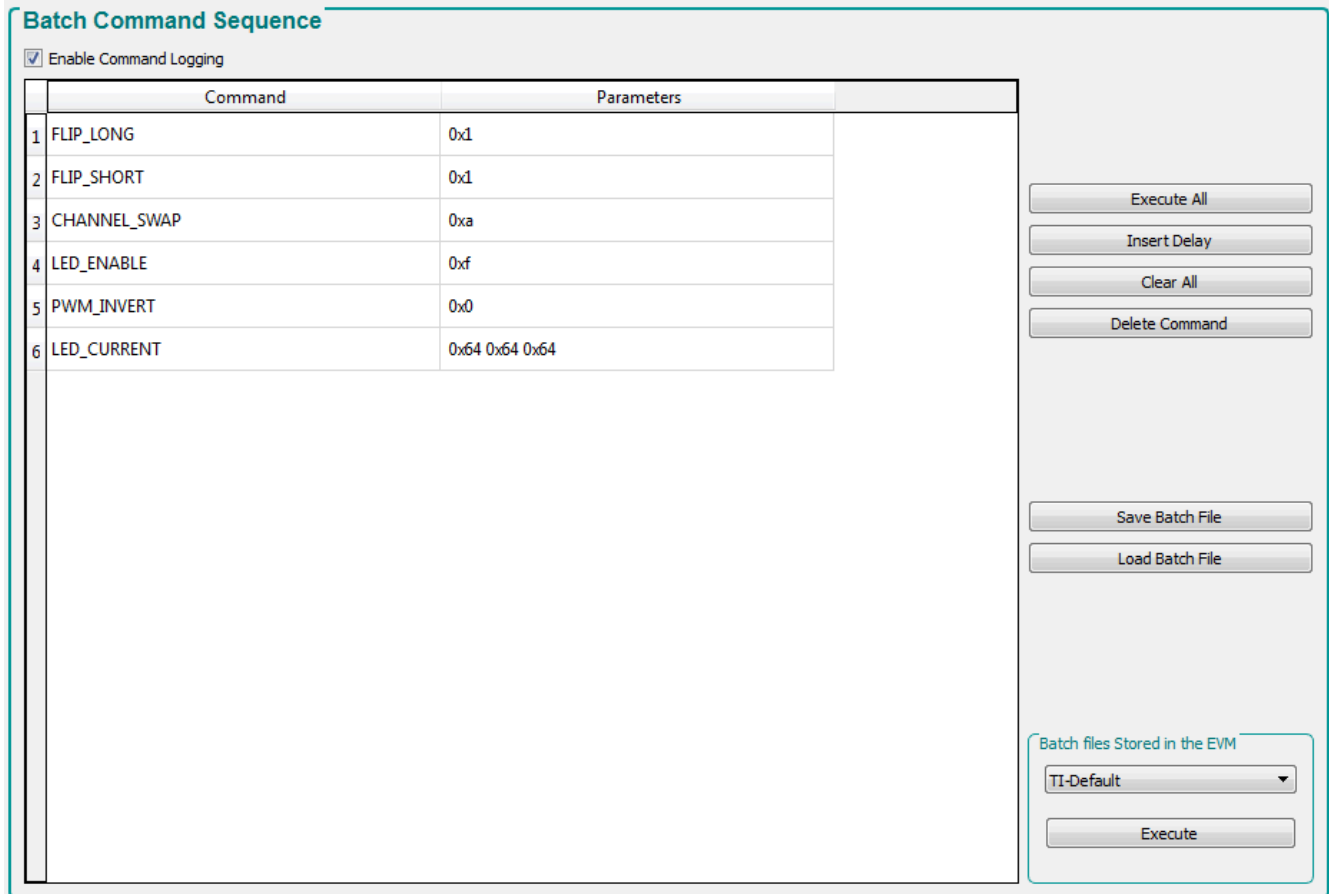 Batch Command Sequence
Enable Command Logging
Command Parameters
1 FLIP_LONG 0x1
2 FLIP_SHORT 0x1
3 CHANNEL_SWAP 0xa
4 LED_ENABLE 0xf
5 PWM_INVERT 0x0
6 LED_CURRENT 0x64 0x64 0x64
Execute All
Insert Delay
Clear All
Delete Command
Save Batch File
Load Batch File
Batch files Stored in the EVM
TI-Default
Execute